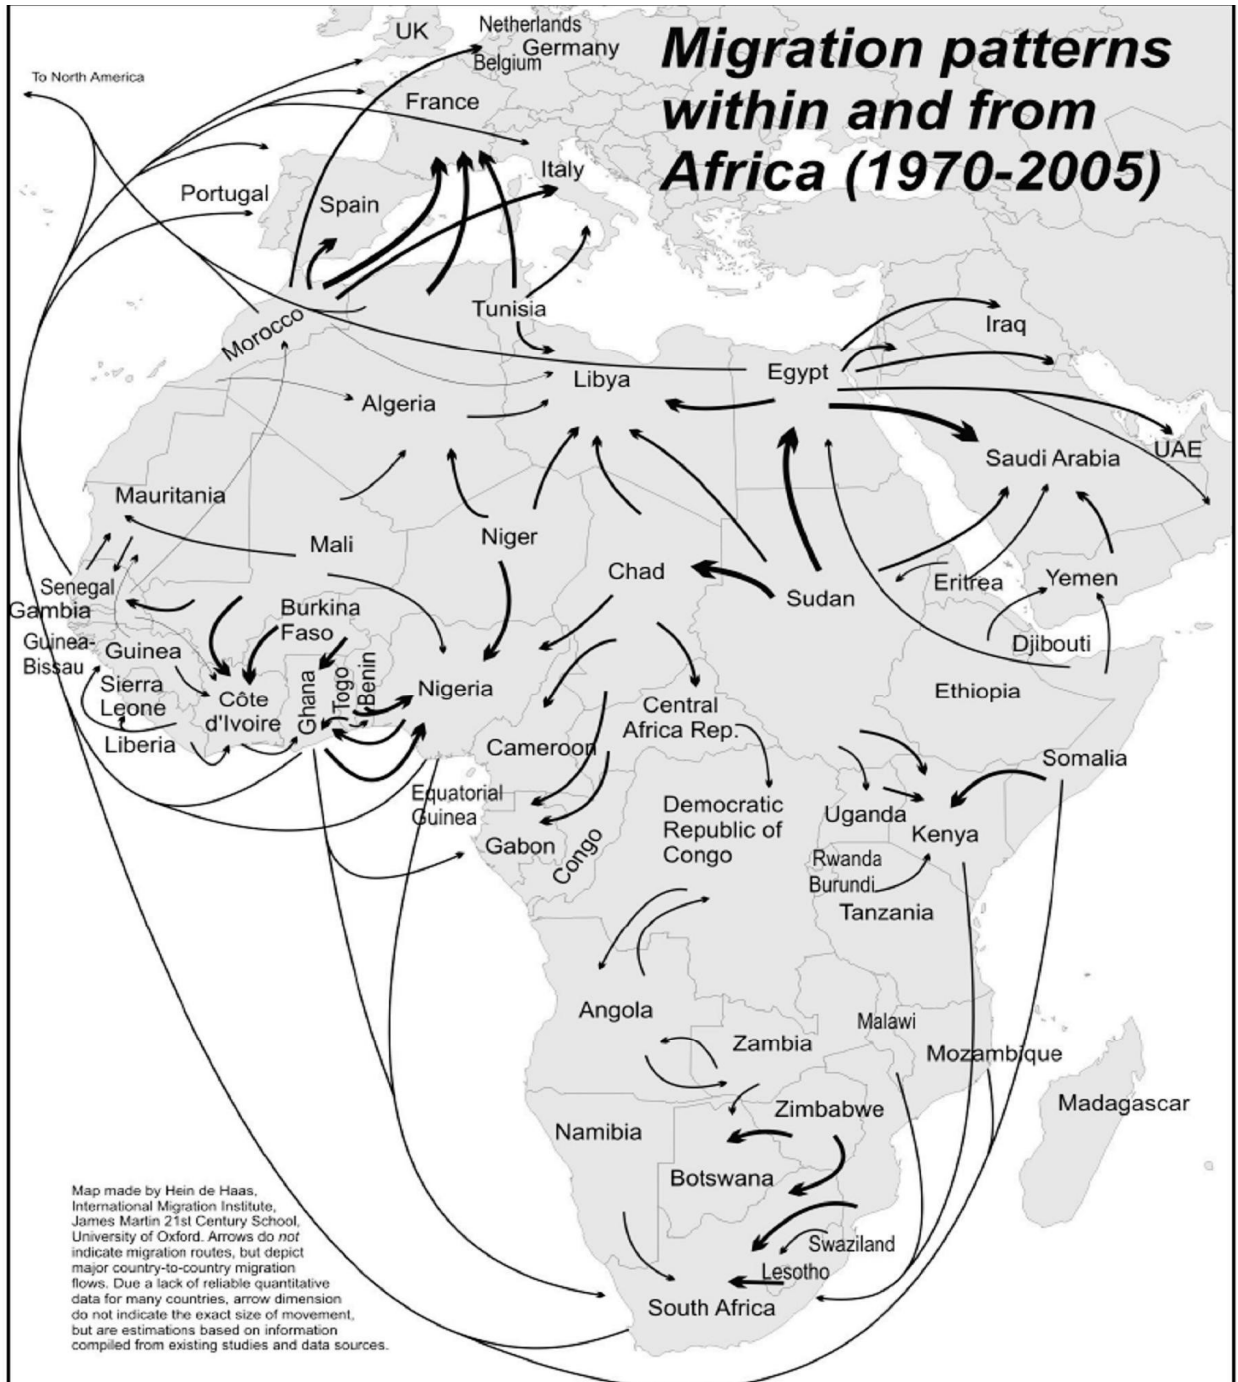 Migration patterns
within and from
Africa (1970-2005)
To North America
UK
Netherlands
Germany
Belgium
France
Italy
Portugal
Spain
Tunisia
Morocco
Iraq
Libya
Egypt
Algeria
UAE
Saudi Arabia
Mauritania
Mali
Niger
Chad
Sudan
Eritrea
Yemen
Senegal
Gambia
Guinea-
Bissau
Guinea
Burkina
Faso
Djibouti
Sierra
Leone
Côte
d'Ivoire
Ghana
Togo
Benin
Nigeria
Ethiopia
Central
Africa Rep.
Liberia
Cameroon
Somalia
Equatorial
Guinea
Democratic
Republic of
Congo
Uganda
Kenya
Gabon
Congo
Rwanda
Burundi
Tanzania
Angola
Malawi
Zambia
Mozambique
Zimbabwe
Madagascar
Namibia
Botswana
Swaziland
Lesotho
South Africa
Map made by Hein de Haas,
International Migration Institute,
James Martin 21st Century School,
University of Oxford. Arrows do not
indicate migration routes, but depict
major country-to-country migration
flows. Due a lack of reliable quantitative
data for many countries, arrow dimension
do not indicate the exact size of movement,
but are estimations based on information
compiled from existing studies and data sources.